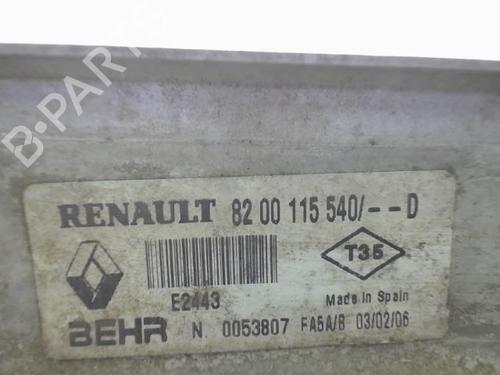 B-PARTS
RENAULT 82 00 115 540/--D
T35
E2443
Made in Spain
BEHR N. 0053807 FA5A/B 03/02/06